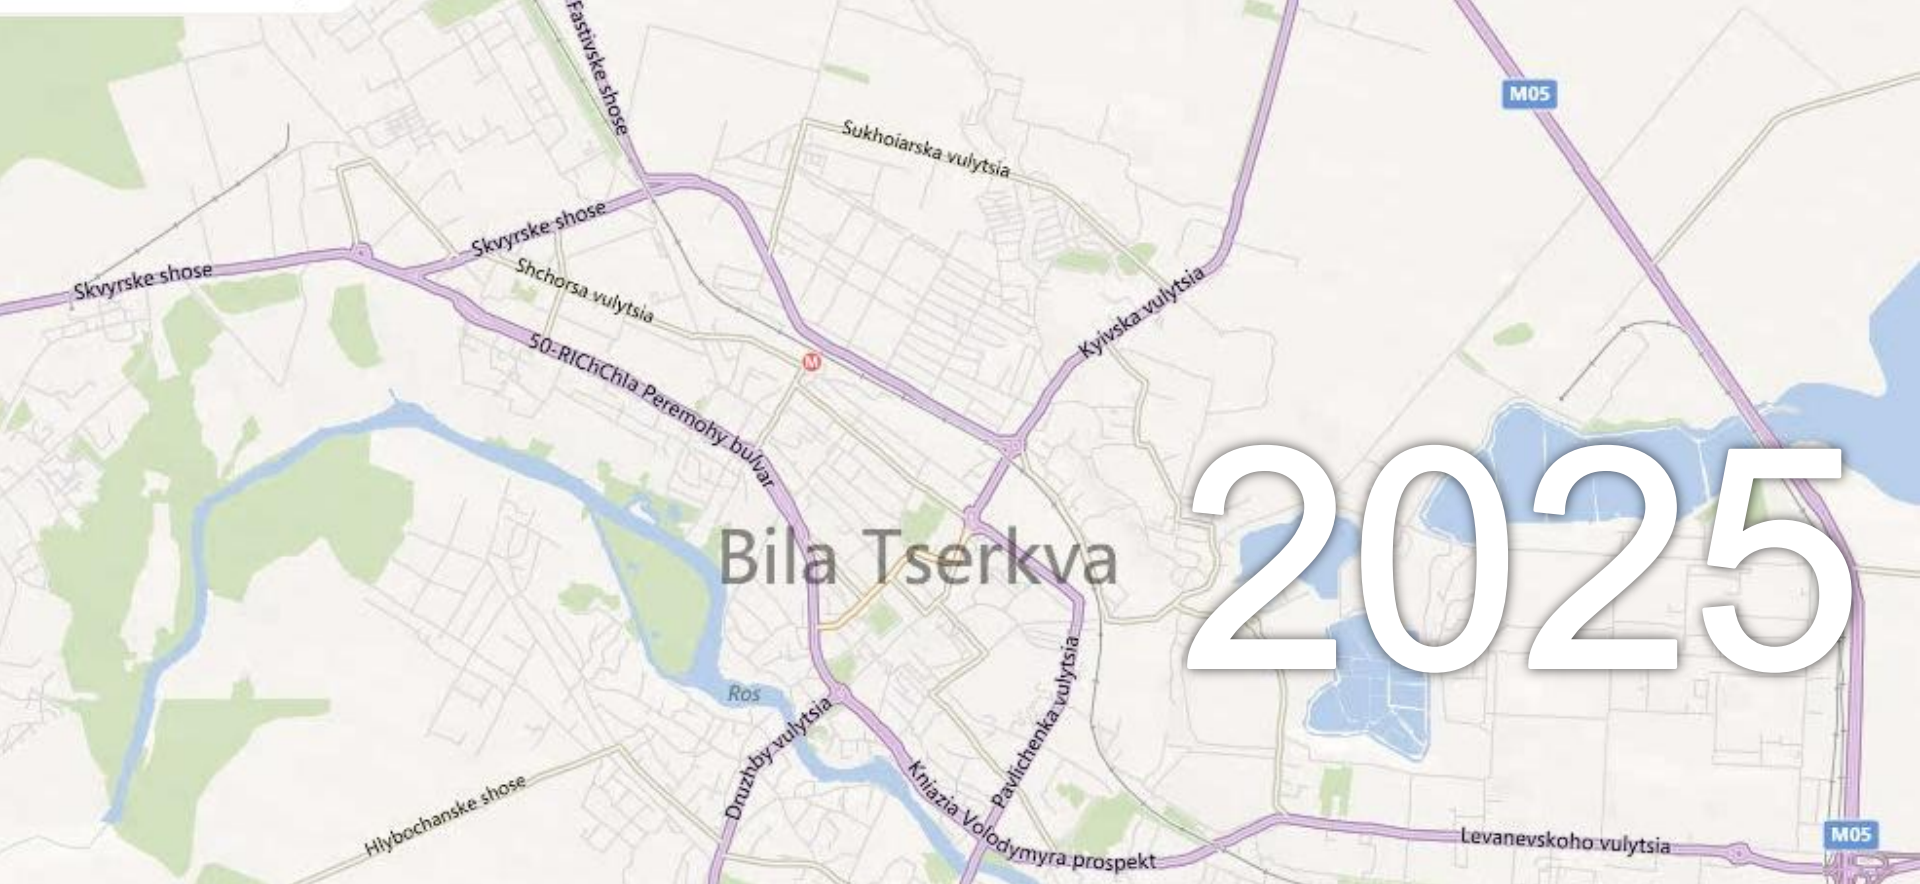 Fastivske shose
M05
Sukhoiarska vulytsia
Skvyrske shose
Skvyrske shose
Shchorsa vulytsia
Kyivska vulytsia
50-RIChChIa Peremohy bulvar
M
2025
Bila Tserkva
Ros
Druzhby vulytsia
Pavlichenka vulytsia
Hlybochanske shose
Kniazia Volodymyra prospekt
Levanevskoho vulytsia
M05